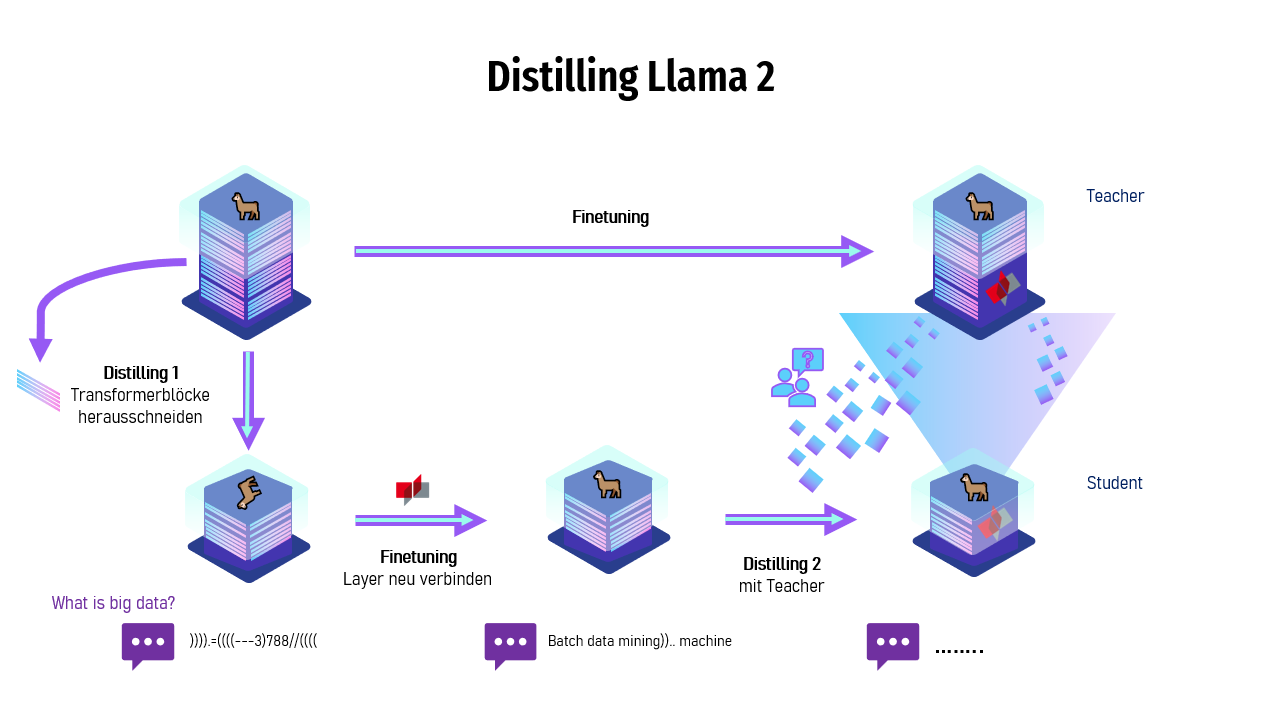 Distilling Llama 2
Finetuning
Teacher
Distilling 1
Transformerblöcke
herausschneiden
Student
Finetuning
Layer neu verbinden
Distilling 2
mit Teacher
What is big data?
)))).=((((---3)788//((((
Batch data mining)).. machine
........
?